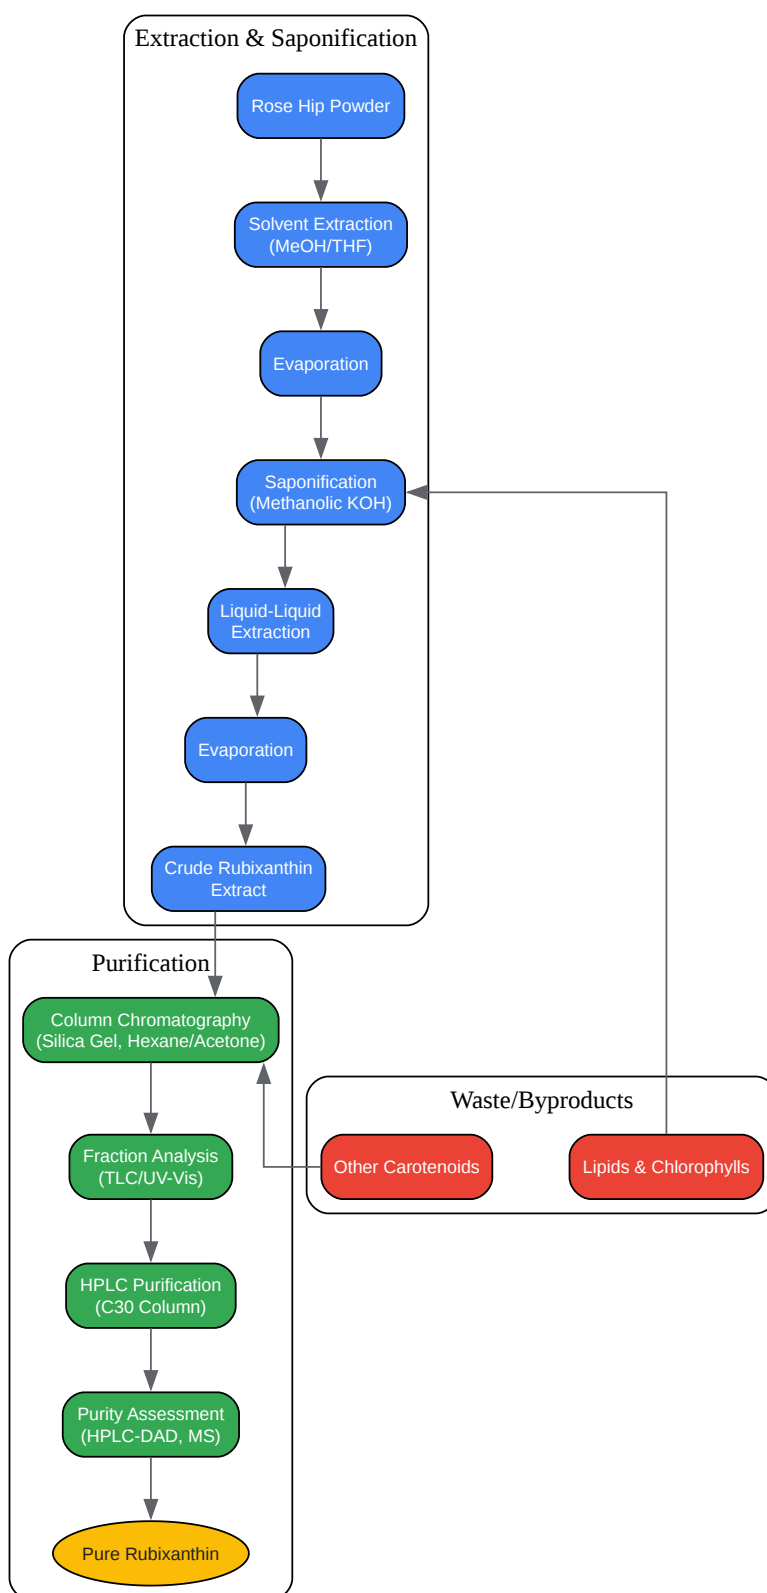 Extraction & Saponification
Rose Hip Powder
Solvent Extraction
(MeOH/THF)
Evaporation
Saponification
(Methanolic KOH)
Liquid-Liquid
Extraction
Evaporation
Crude Rubixanthin
Extract
Purification
Column Chromatography
(Silica Gel, Hexane/Acetone)
Waste/Byproducts
Fraction Analysis
(TLC/UV-Vis)
Other Carotenoids
Lipids & Chlorophylls
HPLC Purification
(C30 Column)
Purity Assessment
(HPLC-DAD, MS)
Pure Rubixanthin